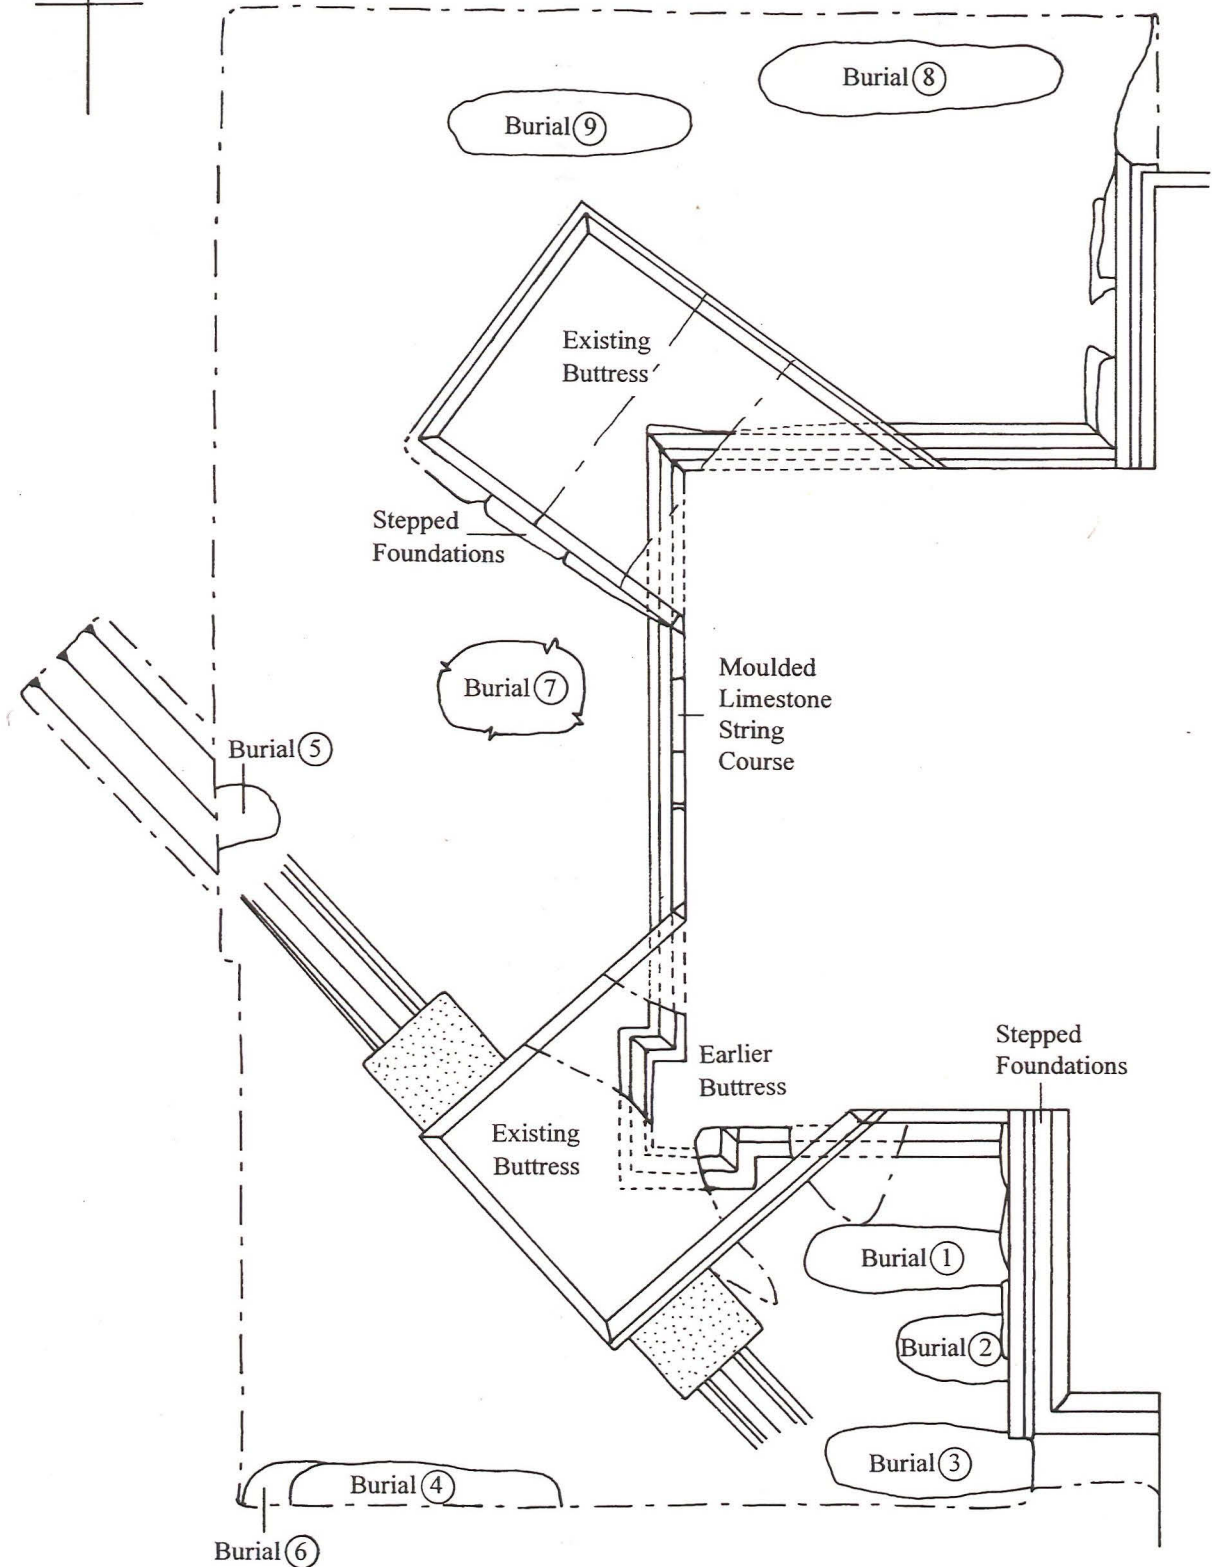 Burial 8
Burial 9
Existing
Buttress
Stepped
Foundations
Burial 7
Moulded
Limestone
String
Course
Burial 5
Stepped
Foundations
Earlier
Buttress
Existing
Buttress
Burial 1
Burial 2
Burial 3
Burial 4
Burial 6